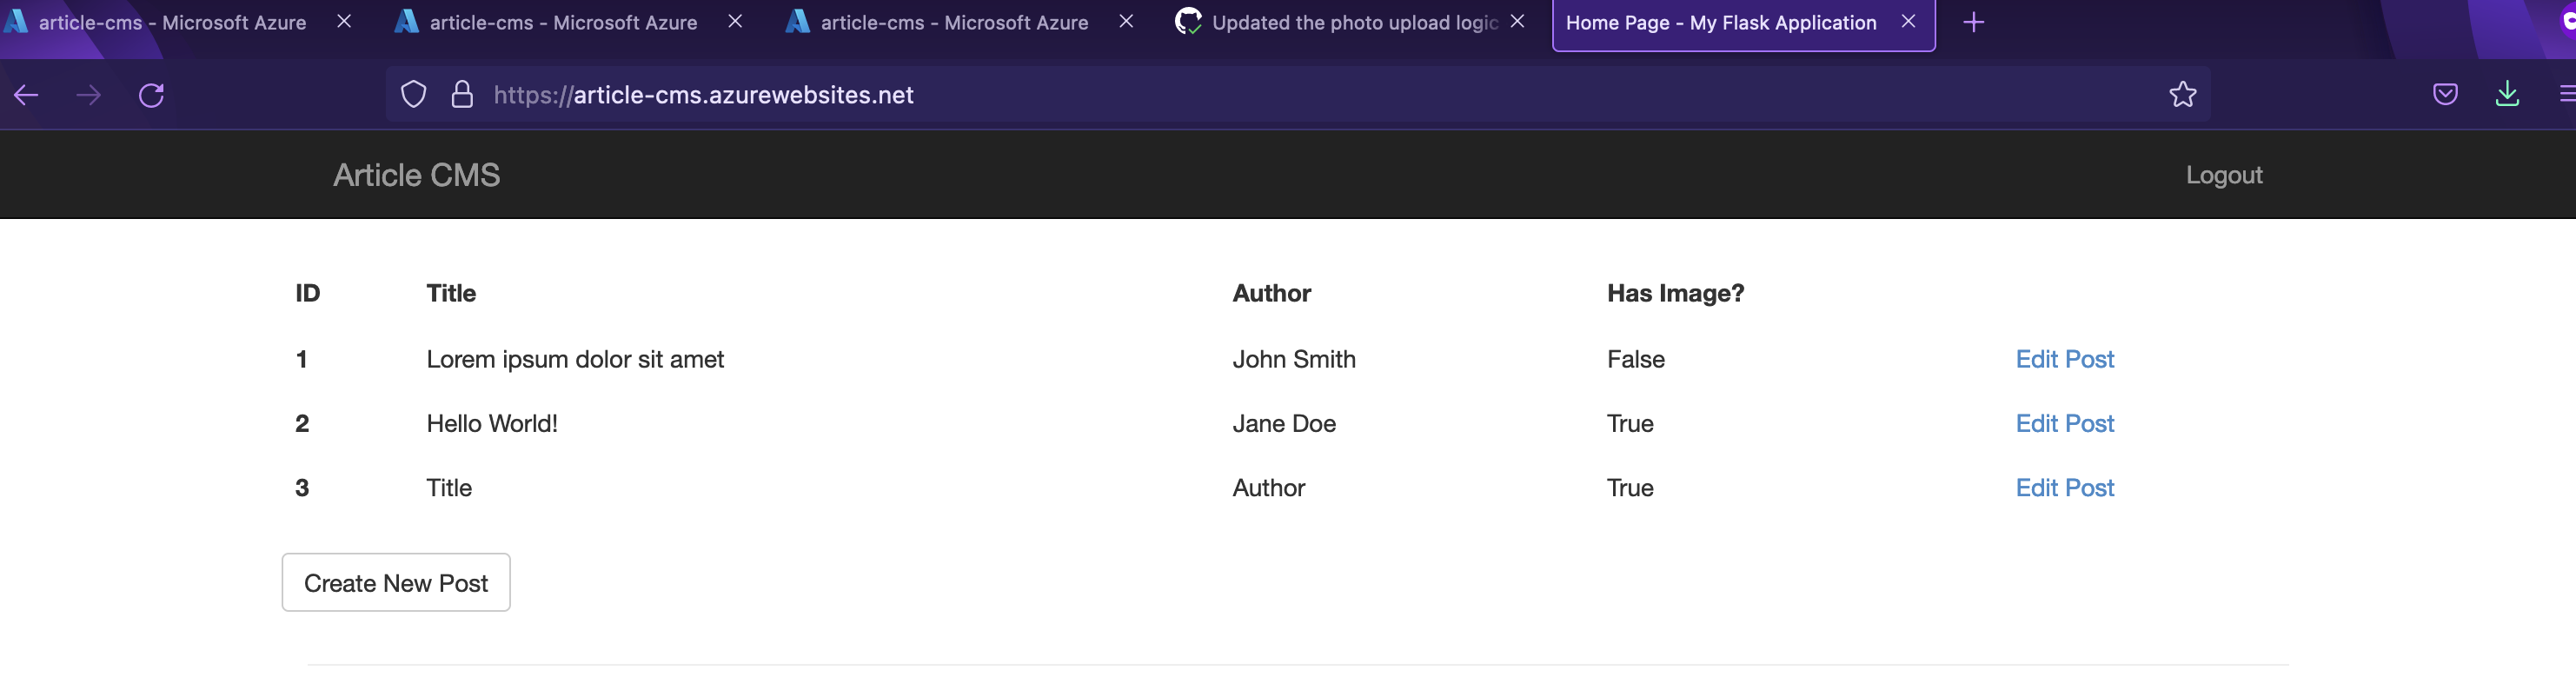 article-cms - Microsoft Azure article-cms - Microsoft Azure article-cms - Microsoft Azure Updated the photo upload logic Home Page - My Flask Application
https://article-cms.azurewebsites.net
Article CMS Logout
ID Title Author Has Image?
1 Lorem ipsum dolor sit amet John Smith False Edit Post
2 Hello World! Jane Doe True Edit Post
3 Title Author True Edit Post
Create New Post